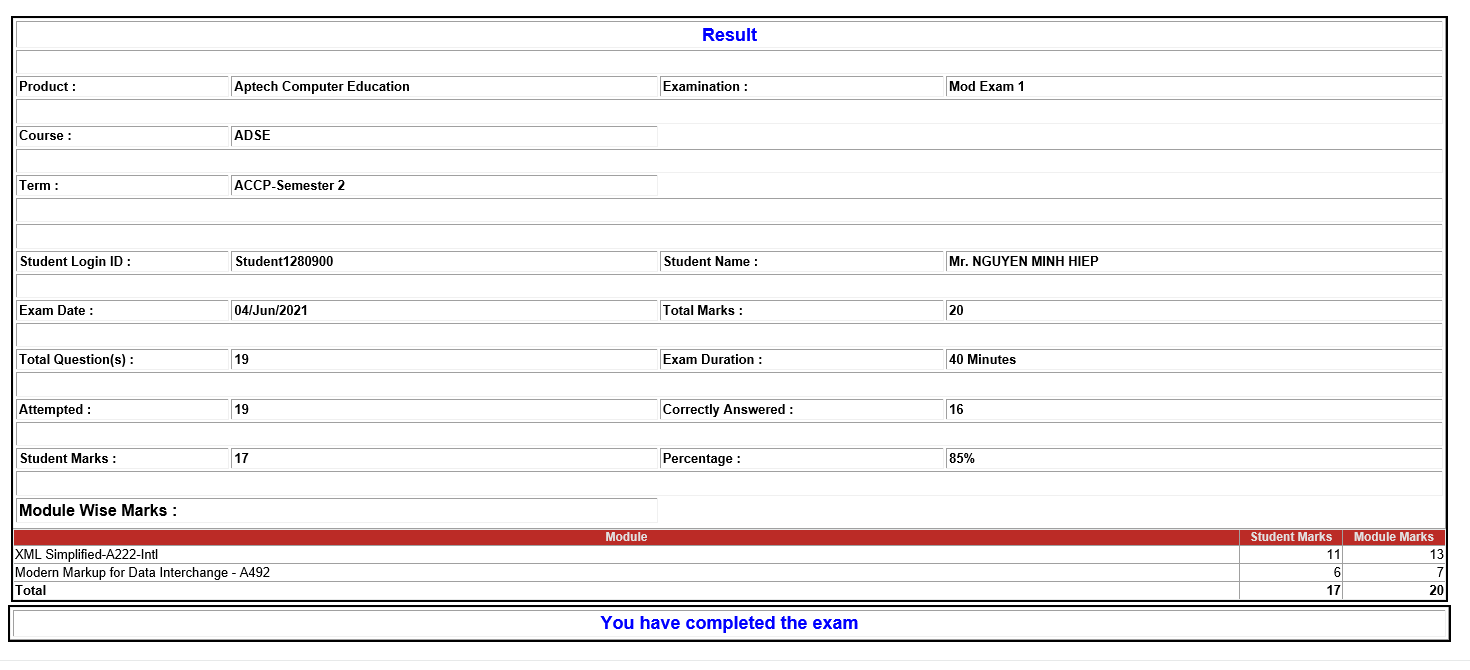 Result
Product : Aptech Computer Education Examination : Mod Exam 1
Course : ADSE
Term : ACCP-Semester 2
Student Login ID : Student1280900 Student Name : Mr. NGUYEN MINH HIEP
Exam Date : 04/Jun/2021 Total Marks : 20
Total Question(s) : 19 Exam Duration : 40 Minutes
Attempted : 19 Correctly Answered : 16
Student Marks : 17 Percentage : 85%
Module Wise Marks :
Module Student Marks Module Marks
XML Simplified-A222-Intl 11 13
Modern Markup for Data Interchange - A492 6 7
Total 17 20
You have completed the exam